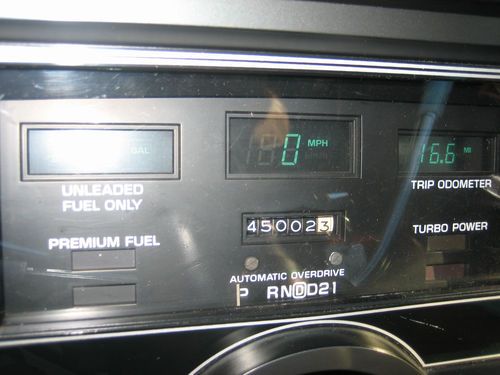 GAL
0 MPH
16.6 MI
UNLEADED
FUEL ONLY
TRIP ODOMETER
450023
PREMIUM FUEL
TURBO POWER
AUTOMATIC OVERDRIVE
P RNDD21